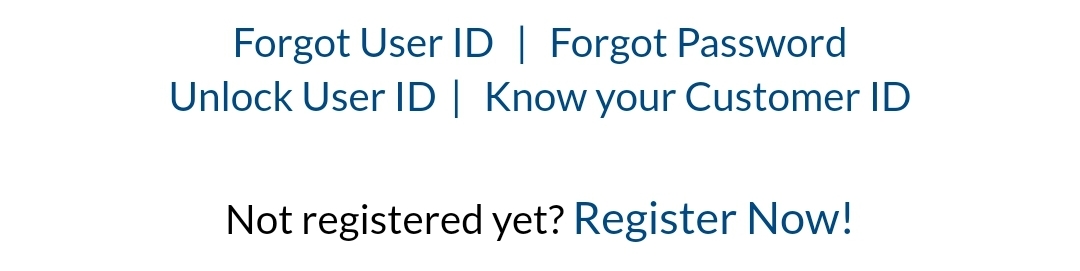 Forgot User ID | Forgot Password
Unlock User ID | Know your Customer ID
Not registered yet? Register Now!